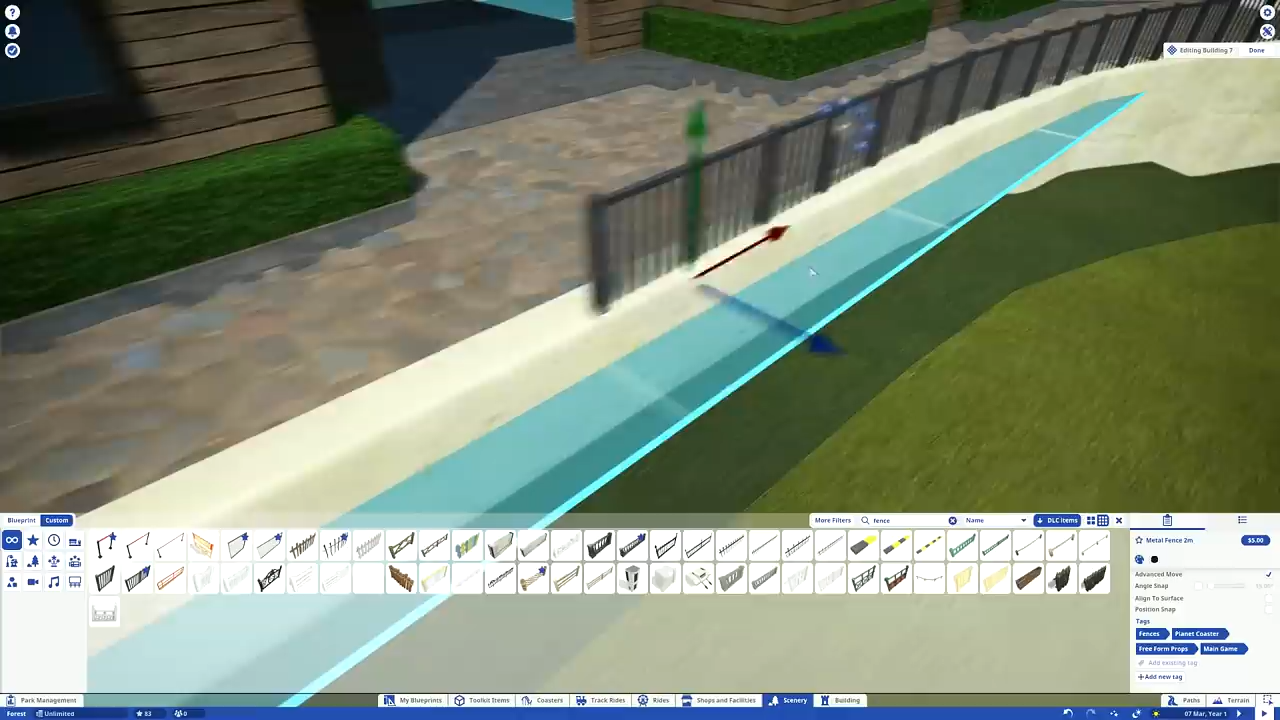 ?
Editing Building 7 Done
Blueprint Custom
More Filters fence Name DLC Items
Metal Fence 2m $5.00
Advanced Move
Angle Snap
Align To Surface
Position Snap
Tags
Fences Planet Coaster
Free Form Props Main Game
Add existing tag
+Add new tag
Park Management My Blueprints Toolkit Items Coasters Track Rides Rides Shops and Facilities Scenery Building Paths Terrain
Forest Unlimited 83 0 07 Mar, Year 1